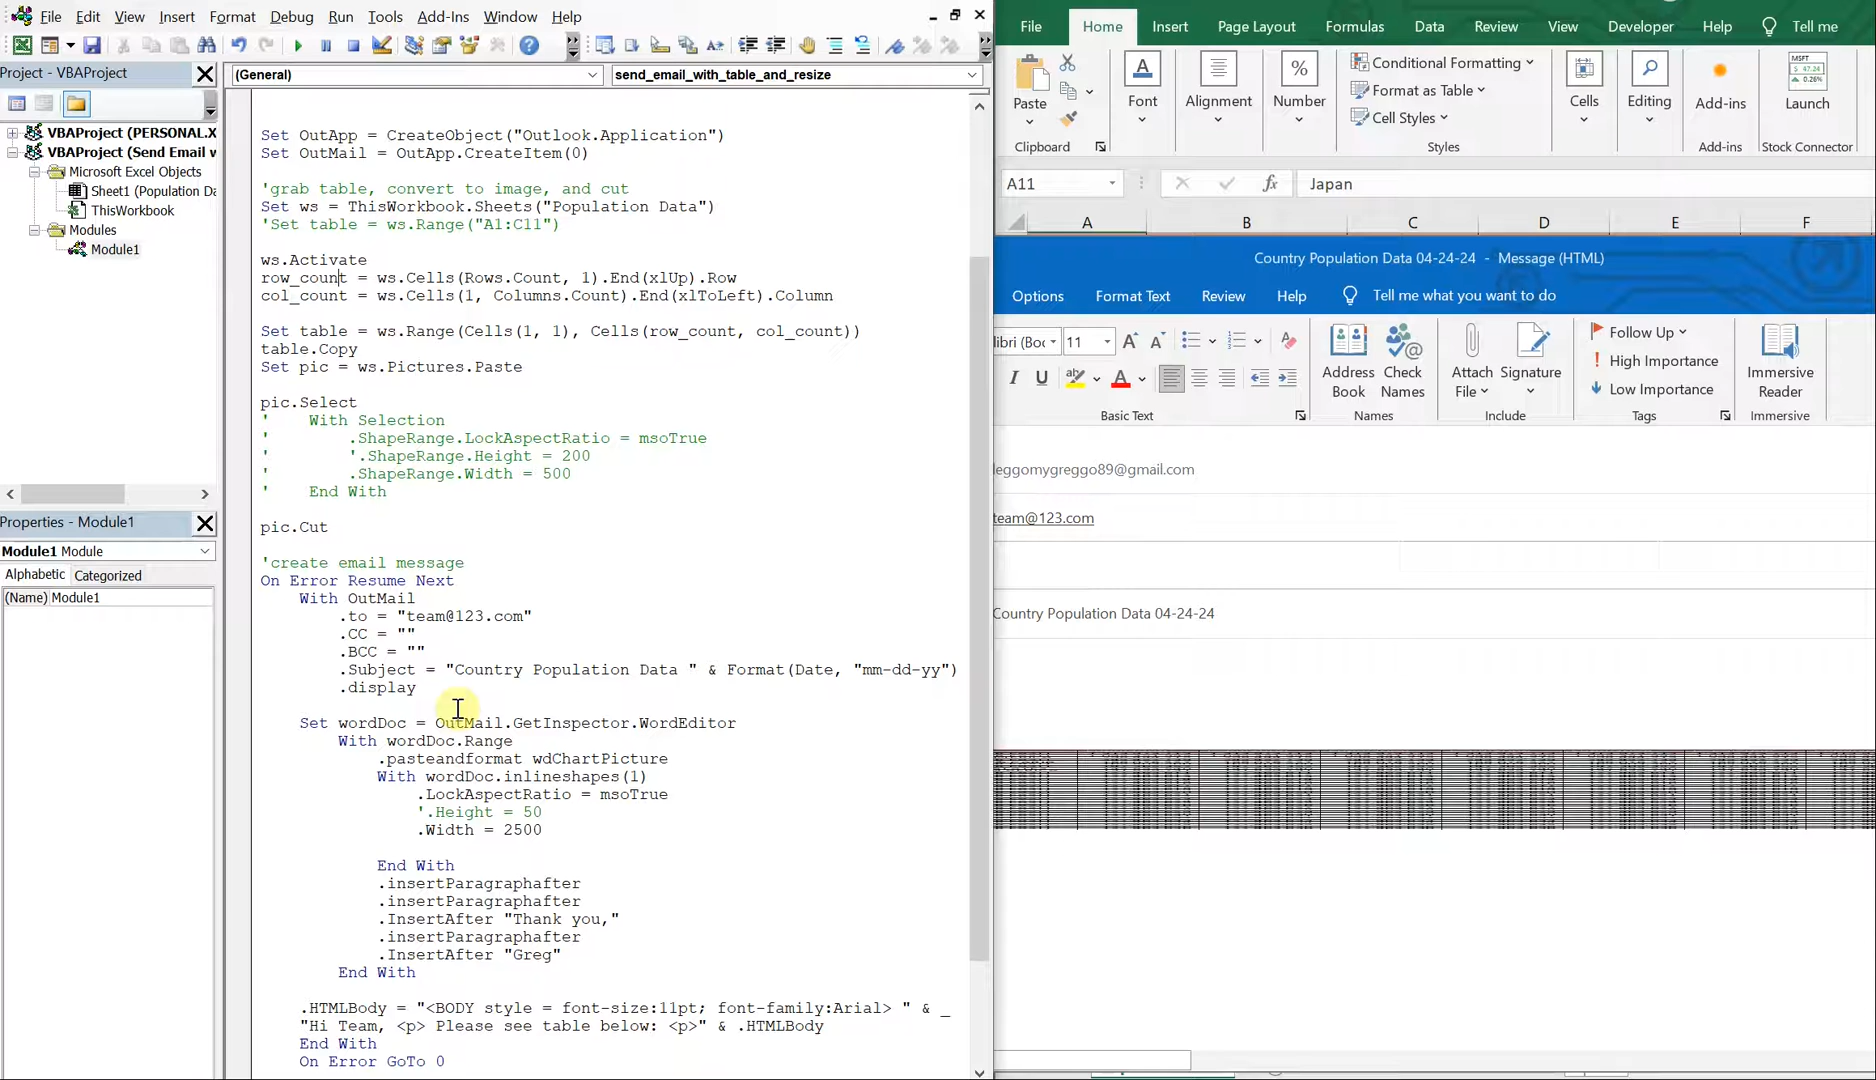 File Edit View Insert Format Debug Run Tools Add-Ins Window Help
Project - VBAProject
VBAProject (PERSONAL.X
VBAProject (Send Email w
Microsoft Excel Objects
Sheet1 (Population Da
ThisWorkbook
Modules
Module1
Properties - Module1
Module1 Module
Alphabetic Categorized
(Name) Module1
(General) send_email_with_table_and_resize
Set OutApp = CreateObject("Outlook.Application")
Set OutMail = OutApp.CreateItem(0)
'grab table, convert to image, and cut
Set ws = ThisWorkbook.Sheets("Population Data")
'Set table = ws.Range("A1:C11")
ws.Activate
row_count = ws.Cells(Rows.Count, 1).End(xlUp).Row
col_count = ws.Cells(1, Columns.Count).End(xlToLeft).Column
Set table = ws.Range(Cells(1, 1), Cells(row_count, col_count))
table.Copy
Set pic = ws.Pictures.Paste
pic.Select
' With Selection
' .ShapeRange.LockAspectRatio = msoTrue
' '.ShapeRange.Height = 200
' .ShapeRange.Width = 500
' End With
pic.Cut
'create email message
On Error Resume Next
With OutMail
.to = "team@123.com"
.CC = ""
.BCC = ""
.Subject = "Country Population Data " & Format(Date, "mm-dd-yy")
.display
Set wordDoc = OutMail.GetInspector.WordEditor
With wordDoc.Range
.pasteandformat wdChartPicture
With wordDoc.inlineshapes(1)
.LockAspectRatio = msoTrue
'.Height = 50
.Width = 2500
End With
.insertParagraphafter
.insertParagraphafter
.InsertAfter "Thank you,"
.insertParagraphafter
.InsertAfter "Greg"
End With
.HTMLBody = "<BODY style = font-size:11pt; font-family:Arial> " & _
"Hi Team, <p> Please see table below: <p>" & .HTMLBody
End With
On Error GoTo 0
File Home Insert Page Layout Formulas Data Review View Developer Help Tell me
Paste Font Alignment Number Conditional Formatting Format as Table Cell Styles Cells Editing Add-ins Launch
MSFT
47.24
0.26%
Clipboard Styles Add-ins Stock Connector
A11 Japan
A B C D E F
Country Population Data 04-24-24 - Message (HTML)
Options Format Text Review Help Tell me what you want to do
libri (Boc 11
I U A
Address Book Check Names Attach File Signature
Follow Up
High Importance
Low Importance
Immersive Reader
Basic Text Names Include Tags Immersive
leggomygreggo89@gmail.com
team@123.com
Country Population Data 04-24-24